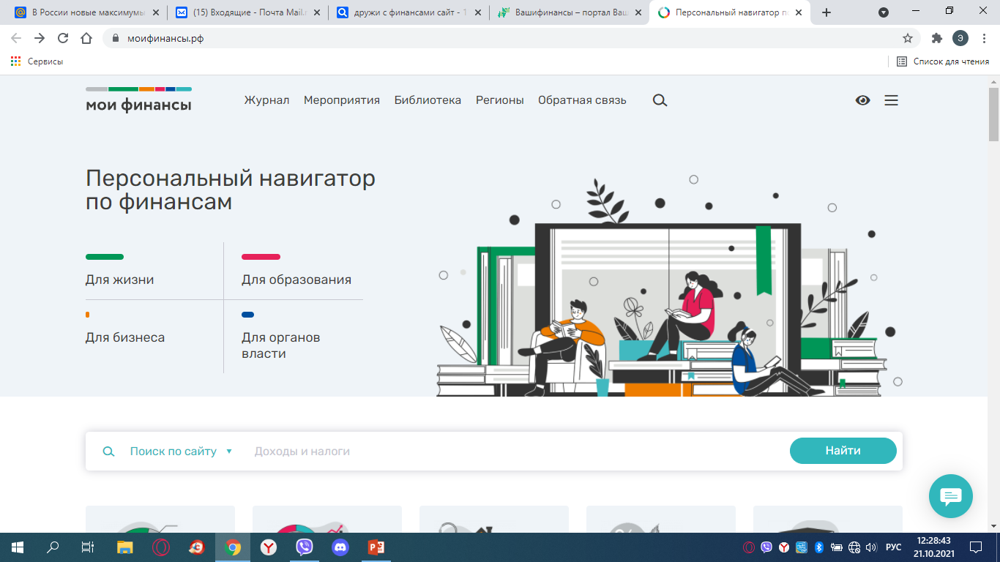 В России новые максимумы
(15) Входящие - Почта Mail.r
дружи с финансами сайт - 1
Вашифинансы – портал Ваш
Персональный навигатор по
моифинансы.рф
Э
Сервисы
Список для чтения
мои финансы
Журнал
Мероприятия
Библиотека
Регионы
Обратная связь
Персональный навигатор
по финансам
Для жизни
Для образования
Для бизнеса
Для органов
власти
Поиск по сайту
Доходы и налоги
Найти
РУС
12:28:43
21.10.2021